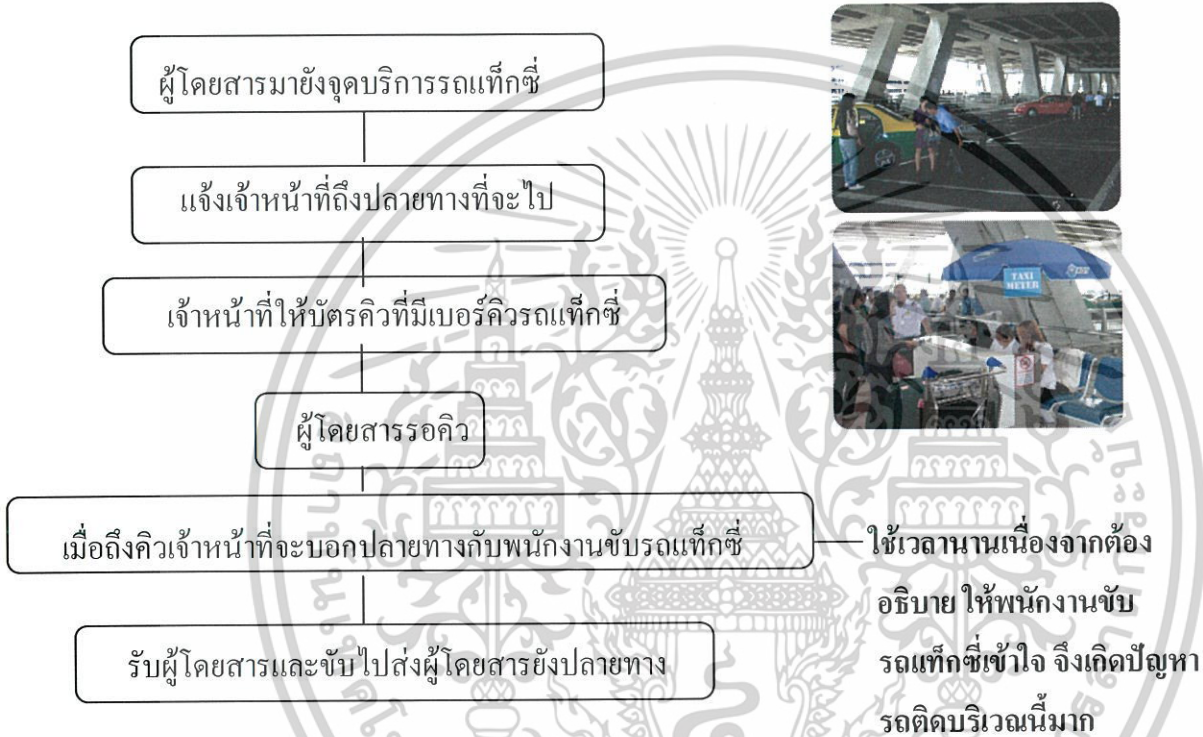 ผู้โดยสารมายังจุดบริการรถแท็กซี่
แจ้งเจ้าหน้าที่ถึงปลายทางที่จะไป
เจ้าหน้าที่ให้บัตรคิวที่มีเบอร์คิวรถแท็กซี่
TAXI
METER
ผู้โดยสารรอคิว
เมื่อถึงคิวเจ้าหน้าที่จะบอกปลายทางกับพนักงานขับรถแท็กซี่
ใช้เวลานานเนื่องจากต้อง
อธิบาย ให้พนักงานขับ
รถแท็กซี่เข้าใจ จึงเกิดปัญหา
รถติดบริเวณนี้มาก
รับผู้โดยสารและขับไปส่งผู้โดยสารยังปลายทาง